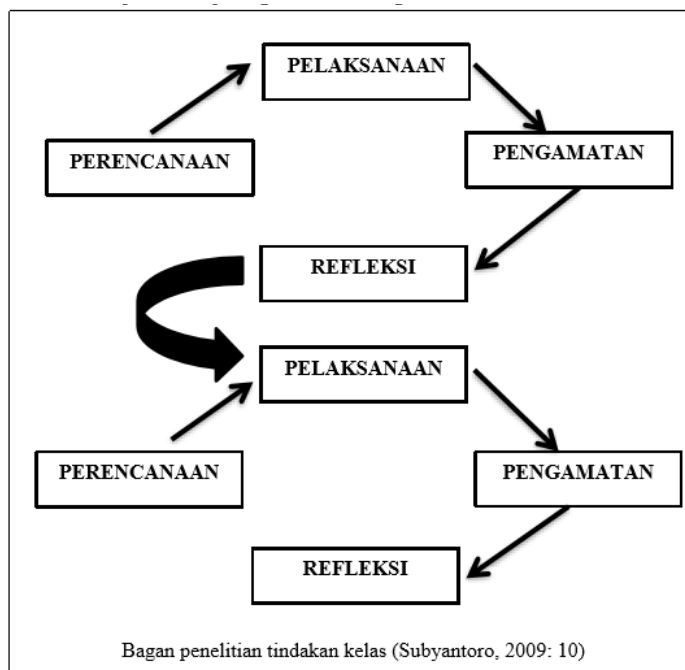 PELAKSANAAN
PERENCANAAN
PENGAMATAN
REFLEKSI
PELAKSANAAN
PERENCANAAN
PENGAMATAN
REFLEKSI
Bagan penelitian tindakan kelas (Subyantoro, 2009: 10)